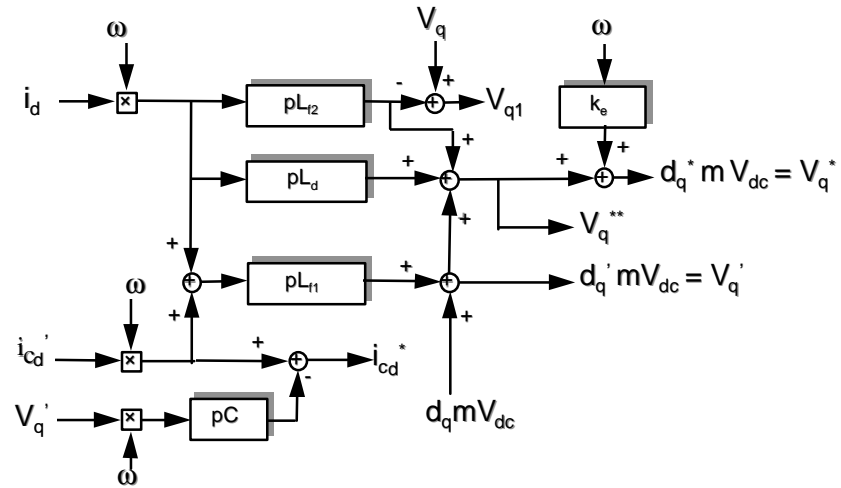 ω
V_q
ω
i_d
×
pL_f2
-
+
+
V_q1
k_e
+
+
+
pL_d
+
+
+
+
d_q^* m V_dc = V_q^*
+
V_q^**
+
+
pL_f1
+
+
d_q' mV_dc = V_q'
ω
+
+
i_cd'
×
+
+
i_cd^*
-
V_q'
×
pC
d_q mV_dc
ω